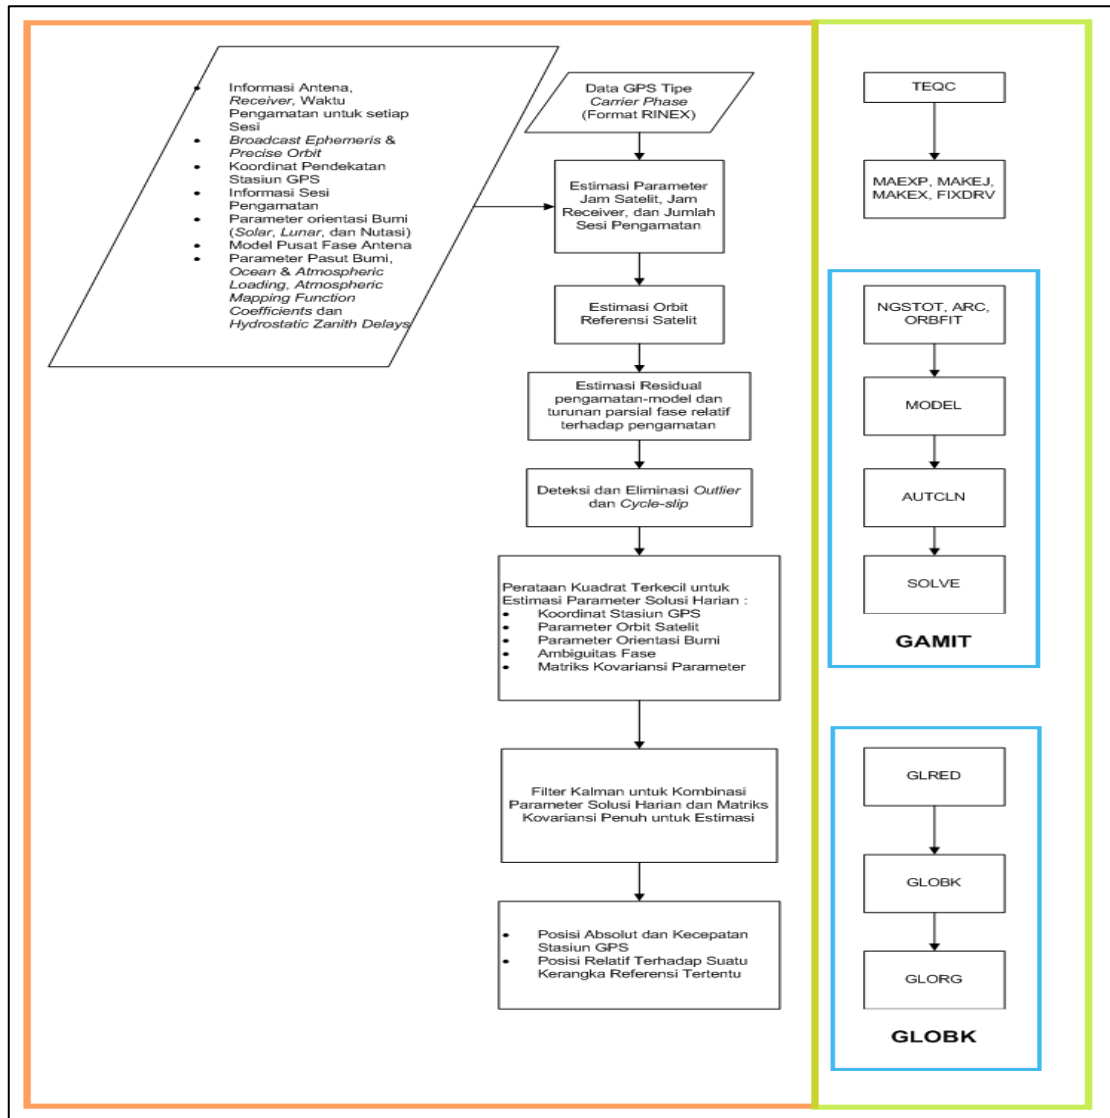 • Informasi Antena,
Receiver, Waktu
Pengamatan untuk setiap
Sesi
• Broadcast Ephemeris &
Precise Orbit
• Koordinat Pendekatan
Stasiun GPS
• Informasi Sesi
Pengamatan
• Parameter orientasi Bumi
(Solar, Lunar, dan Nutasi)
• Model Pusat Fase Antena
• Parameter Pasut Bumi,
Ocean & Atmospheric
Loading, Atmospheric
Mapping Function
Coefficients dan
Hydrostatic Zanith Delays
Data GPS Tipe
Carrier Phase
(Format RINEX)
Estimasi Parameter
Jam Satelit, Jam
Receiver, dan Jumlah
Sesi Pengamatan
Estimasi Orbit
Referensi Satelit
Estimasi Residual
pengamatan-model dan
turunan parsial fase relatif
terhadap pengamatan
Deteksi dan Eliminasi Outlier
dan Cycle-slip
Perataan Kuadrat Terkecil untuk
Estimasi Parameter Solusi Harian :
• Koordinat Stasiun GPS
• Parameter Orbit Satelit
• Parameter Orientasi Bumi
• Ambiguitas Fase
• Matriks Kovariansi Parameter
Filter Kalman untuk Kombinasi
Parameter Solusi Harian dan Matriks
Kovariansi Penuh untuk Estimasi
• Posisi Absolut dan Kecepatan
Stasiun GPS
• Posisi Relatif Terhadap Suatu
Kerangka Referensi Tertentu
TEQC
MAEXP, MAKEJ,
MAKEX, FIXDRV
NGSTOT, ARC,
ORBFIT
MODEL
AUTCLN
SOLVE
GAMIT
GLRED
GLOBK
GLORG
GLOBK